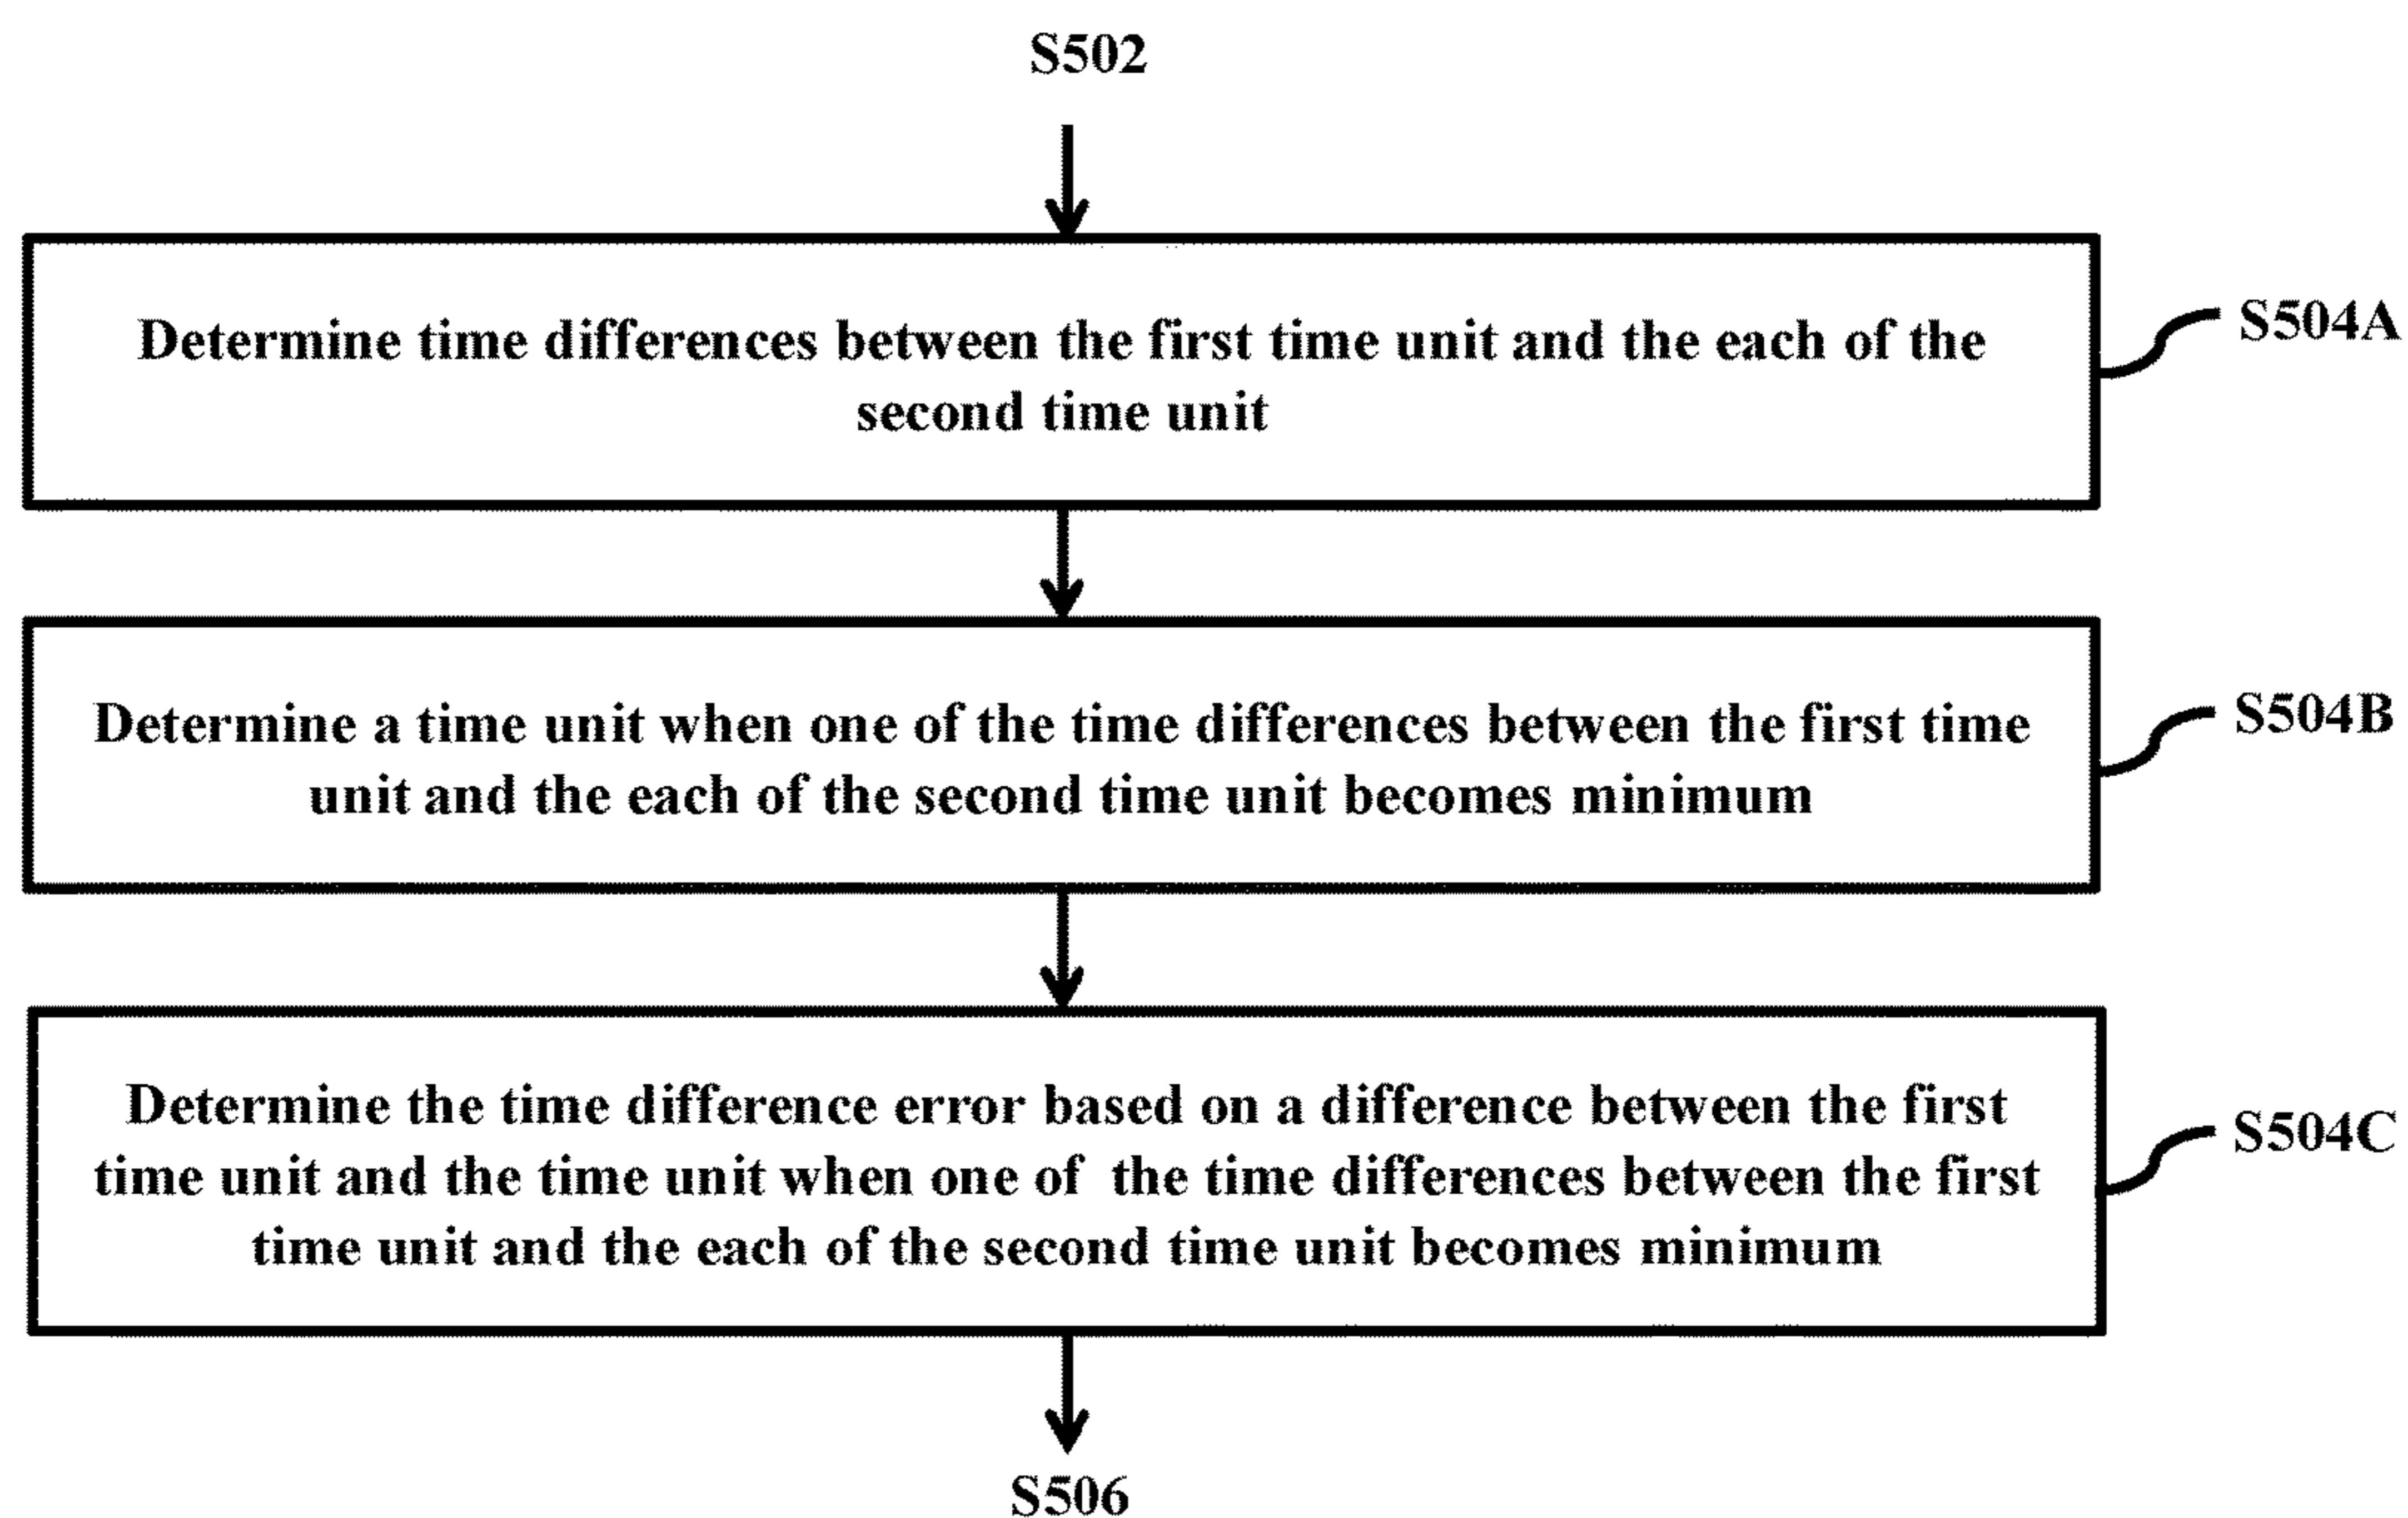 S502
Determine time differences between the first time unit and the each of the
second time unit
S504A
Determine a time unit when one of the time differences between the first time
unit and the each of the second time unit becomes minimum
S504B
Determine the time difference error based on a difference between the first
time unit and the time unit when one of the time differences between the first
time unit and the each of the second time unit becomes minimum
S504C
S506